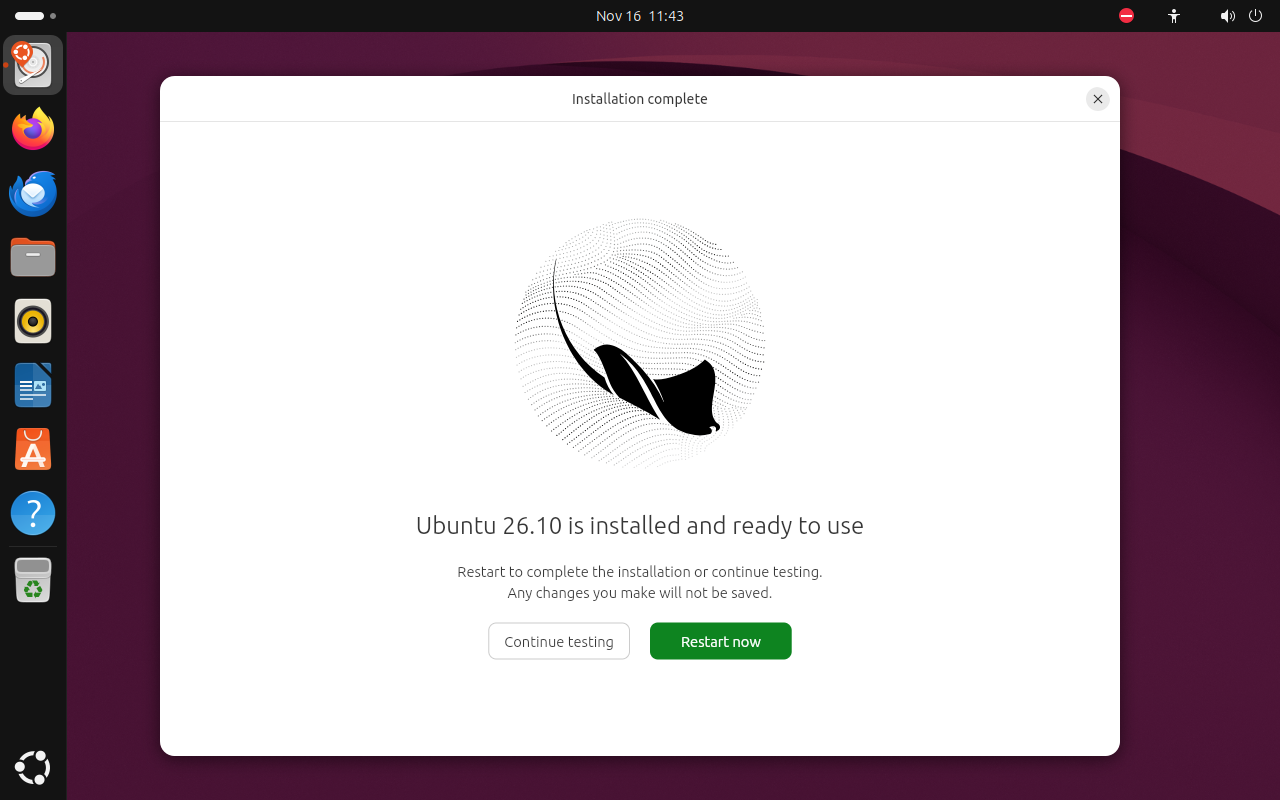 Nov 16 11:43
Installation complete
Ubuntu 26.10 is installed and ready to use
Restart to complete the installation or continue testing.
Any changes you make will not be saved.
Continue testing
Restart now